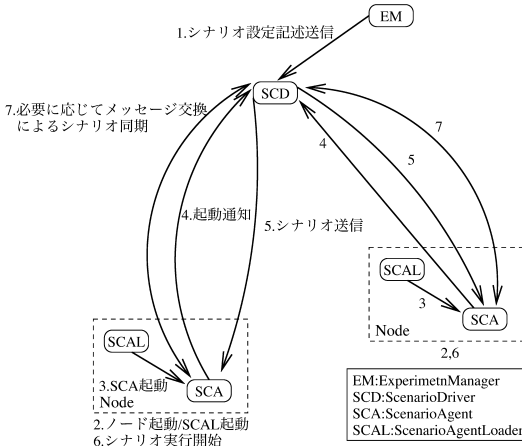 EM
1.シナリオ設定記述送信
SCD
7.必要に応じてメッセージ交換
によるシナリオ同期
7
4
5
4.起動通知
5.シナリオ送信
SCAL
3
SCA
Node
2,6
SCAL
3.SCA起動
SCA
Node
2.ノード起動/SCAL起動
6.シナリオ実行開始
EM:ExperimetnManager
SCD:ScenarioDriver
SCA:ScenarioAgent
SCAL:ScenarioAgentLoader